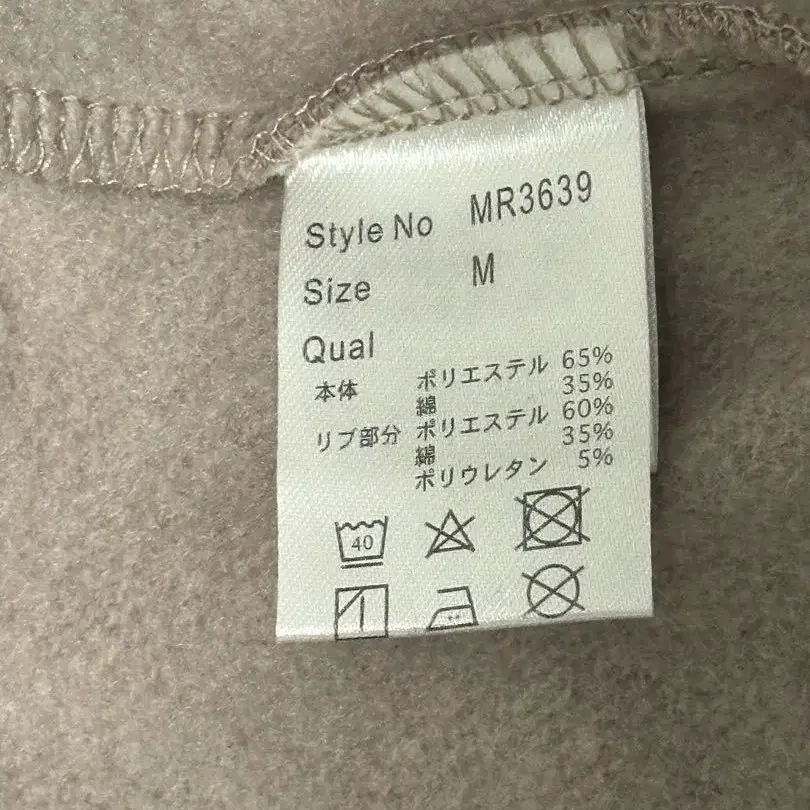 Style No MR3639
Size M
Qual
本体 ポリエステル 65%
綿 35%
リブ部分 ポリエステル 60%
綿 35%
ポリウレタン 5%
40